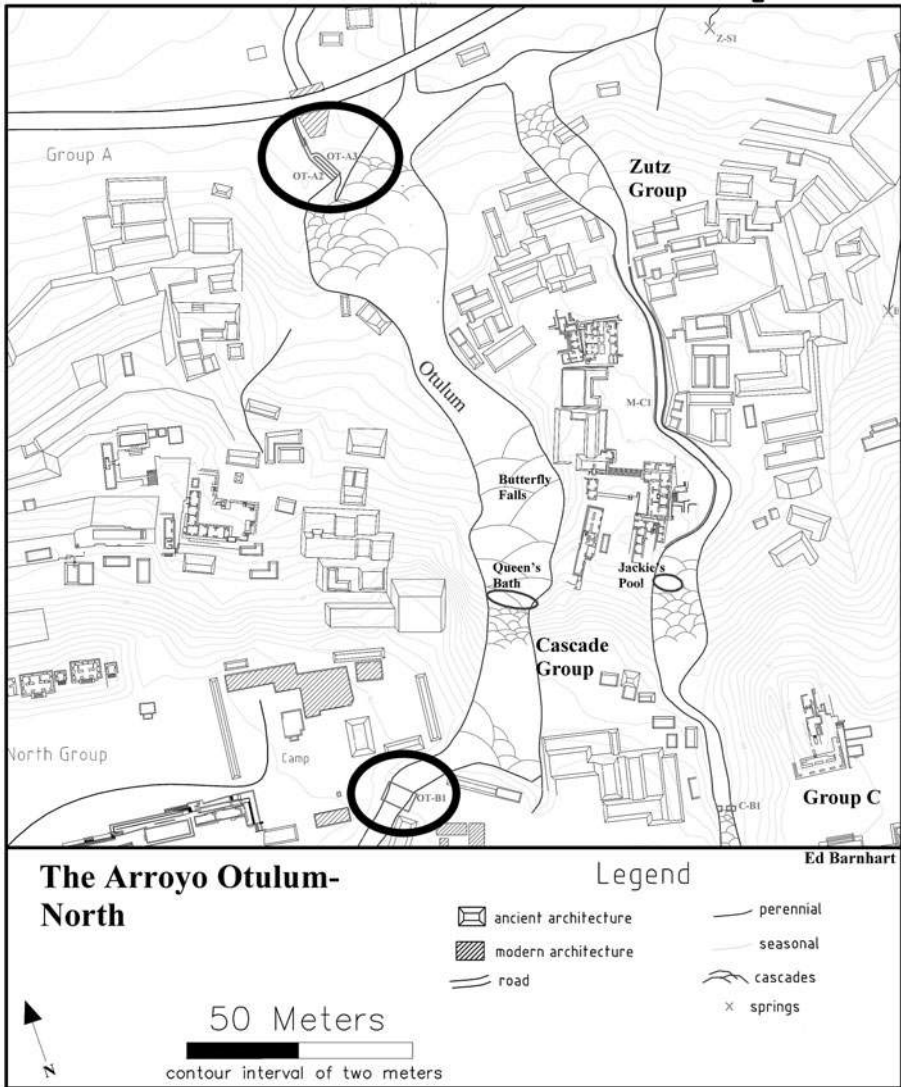 Z-S1
Group A
OT-A3
OT-A2
Zutz
Group
Otulum
M-C1
Butterfly
Falls
Queen's
Bath
Jackie's
Pool
Cascade
Group
North Group
Camp
OT-B1
C-B1
Group C
Ed Barnhart
The Arroyo Otulum-
North
Legend
ancient architecture
modern architecture
road
perennial
seasonal
cascades
springs
N
50 Meters
contour interval of two meters